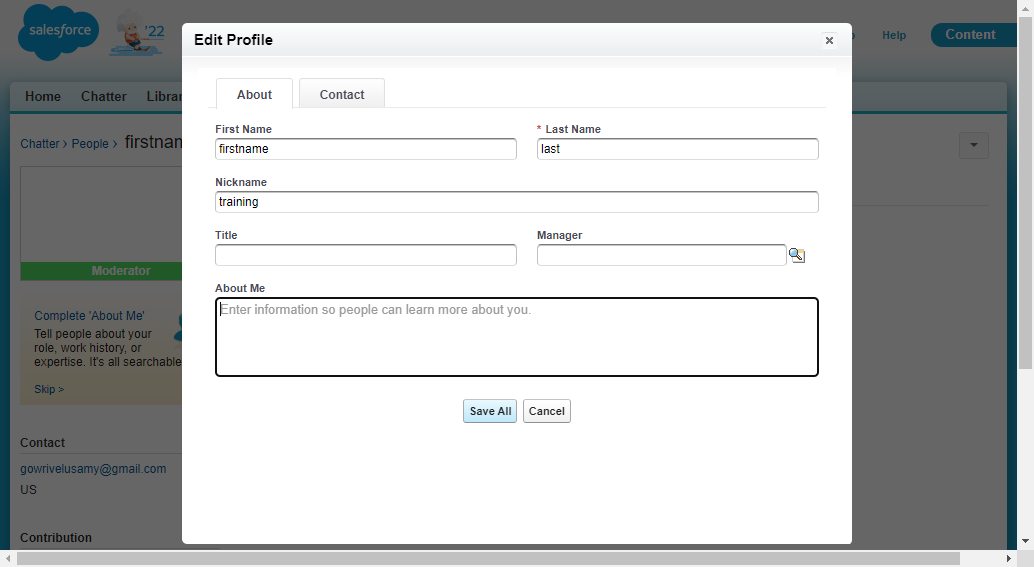 salesforce
'22
Help
Content
Home Chatter Librar
Chatter › People › firstnan
Moderator
Complete 'About Me'
Tell people about your
role, work history, or
expertise. It's all searchable
Skip >
Contact
gowrivelusamy@gmail.com
US
Contribution
Edit Profile
About Contact
First Name
firstname
* Last Name
last
Nickname
training
Title
Manager
About Me
Enter information so people can learn more about you.
Save All Cancel